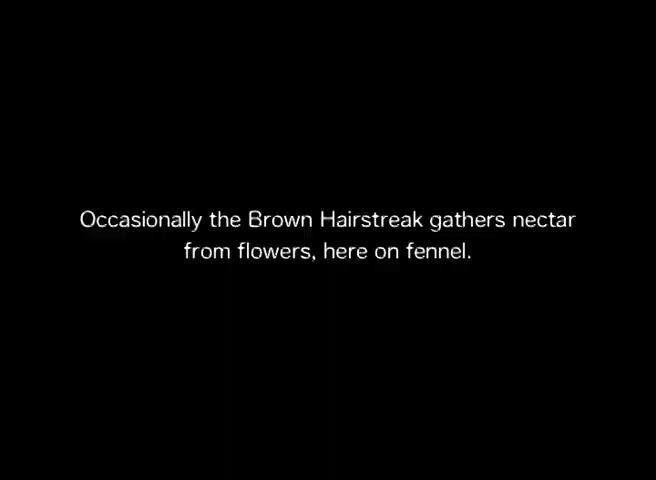 Occasionally the Brown Hairstreak gathers nectar
from flowers, here on fennel.